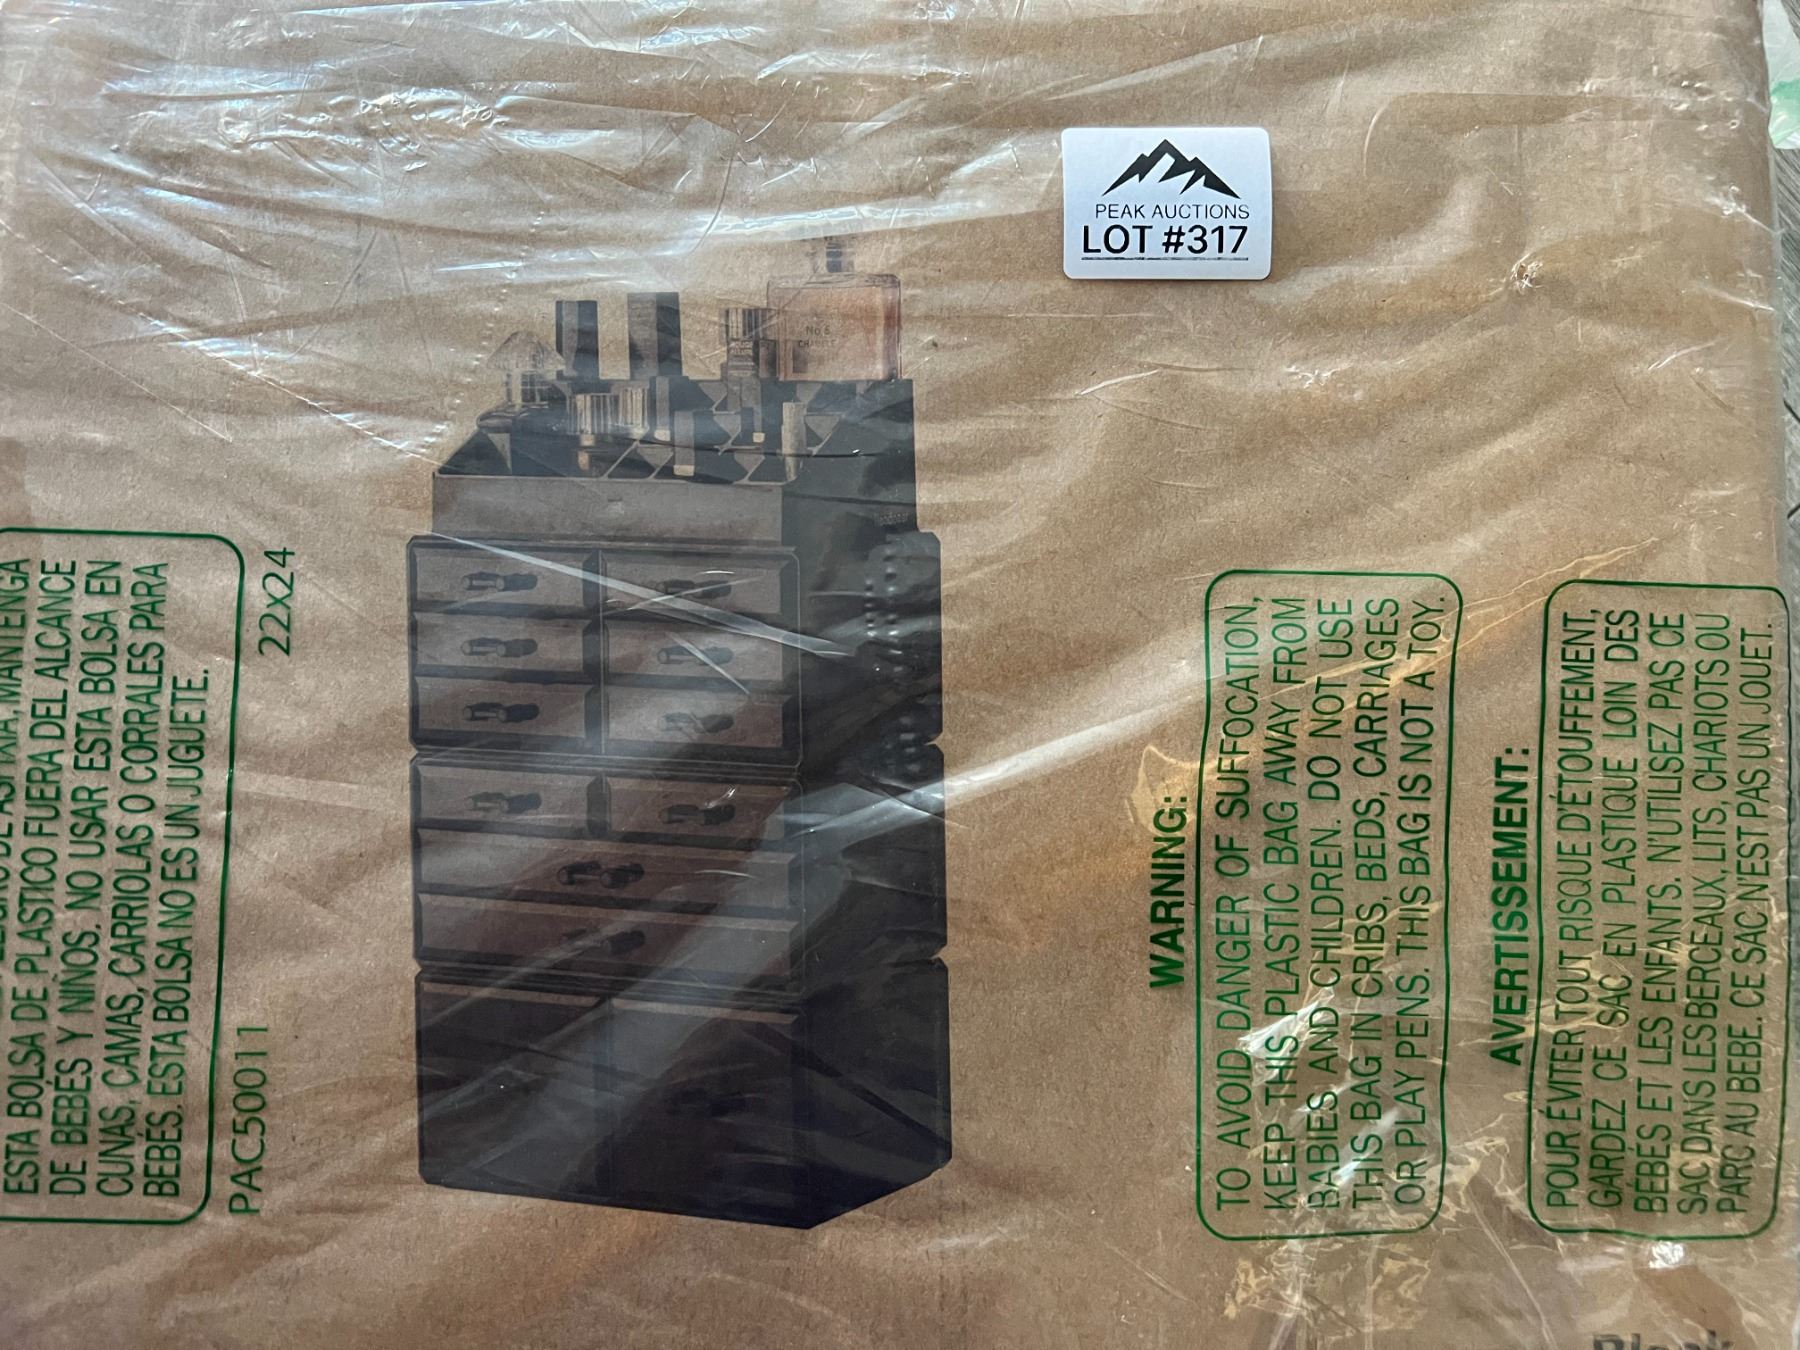 PEAK AUCTIONS
LOT #317
No 5
ESTA BOLSA DE PLASTICO FUERA DEL ALCANCE
DE BEBÉS Y NIÑOS. NO USAR ESTA BOLSA EN
CUNAS, CAMAS, CARRIOLAS O CORRALES PARA
BEBÉS. ESTA BOLSA NO ES UN JUGUETE.
PAC50011 22x24
WARNING:
TO AVOID DANGER OF SUFFOCATION,
KEEP THIS PLASTIC BAG AWAY FROM
BABIES AND CHILDREN. DO NOT USE
THIS BAG IN CRIBS, BEDS, CARRIAGES
OR PLAY PENS. THIS BAG IS NOT A TOY.
AVERTISSEMENT:
POUR ÉVITER TOUT RISQUE D'ÉTOUFFEMENT,
GARDEZ CE SAC EN PLASTIQUE LOIN DES
BEBÉS ET LES ENFANTS. N'UTILISEZ PAS CE
SAC DANS LES BERCEAUX, LITS, CHARIOTS OU
PARC AU BEBE. CE SAC N'EST PAS UN JOUET.
Black